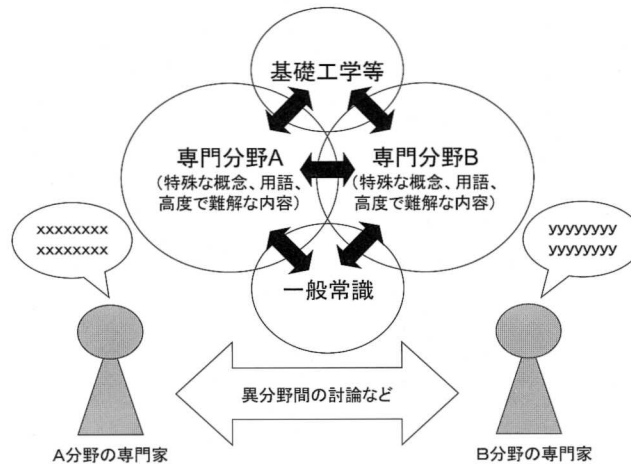 基礎工学等
専門分野A
(特殊な概念、用語、
高度で難解な内容)
専門分野B
(特殊な概念、用語、
高度で難解な内容)
xxxxxxxx
xxxxxxxx
yyyyyyyy
yyyyyyyy
一般常識
異分野間の討論など
A分野の専門家
B分野の専門家